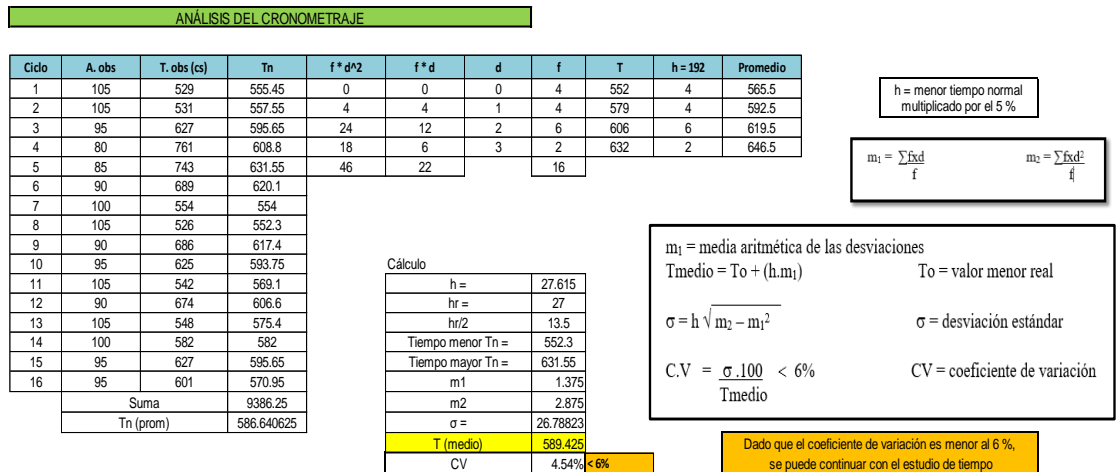 ANÁLISIS DEL CRONOMETRAJE
Ciclo A. obs T. obs (cs) Tn f * d^2 f * d d f T h = 192 Promedio
1 105 529 555.45 0 0 0 4 552 4 565.5
2 105 531 557.55 4 4 1 4 579 4 592.5
3 95 627 595.65 24 12 2 6 606 6 619.5
4 80 761 608.8 18 6 3 2 632 2 646.5
5 85 743 631.55 46 22 16
6 90 689 620.1
7 100 554 554
8 105 526 552.3
9 90 686 617.4
10 95 625 593.75
11 105 542 569.1
12 90 674 606.6
13 105 548 575.4
14 100 582 582
15 95 627 595.65
16 95 601 570.95
Suma 9386.25
Tn (prom) 586.640625
Cálculo
h = 27.615
hr = 27
hr/2 13.5
Tiempo menor Tn = 552.3
Tiempo mayor Tn = 631.55
m1 1.375
m2 2.875
σ = 26.78823
T (medio) 589.425
CV 4.54% < 6%
h = menor tiempo normal
multiplicado por el 5 %
m₁ = ∑fxd m₂ = ∑fxd²
f f
m₁ = media aritmética de las desviaciones
Tmedio = To + (h.m₁) To = valor menor real
σ = h √ m₂ – m₁² σ = desviación estándar
C.V = σ .100 < 6% CV = coeficiente de variación
Tmedio
Dado que el coeficiente de variación es menor al 6 %,
se puede continuar con el estudio de tiempo